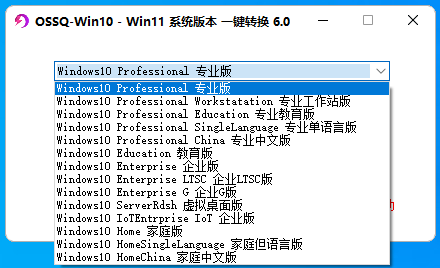 OSSQ-Win10 - Win11 系统版本 一键转换 6.0
Windows10 Professional 专业版
Windows10 Professional 专业版
Windows10 Professional Workstatation 专业工作站版
Windows10 Professional Education 专业教育版
Windows10 Professional SingleLanguage 专业单语言版
Windows10 Professional China 专业中文版
Windows10 Education 教育版
Windows10 Enterprise 企业版
Windows10 Enterprise LTSC 企业LTSC版
Windows10 Enterprise G 企业G版
Windows10 ServerRdsh 虚拟桌面版
Windows10 IoTEntrprise IoT 企业版
Windows10 Home 家庭版
Windows10 HomeSingleLanguage 家庭但语言版
Windows10 HomeChina 家庭中文版